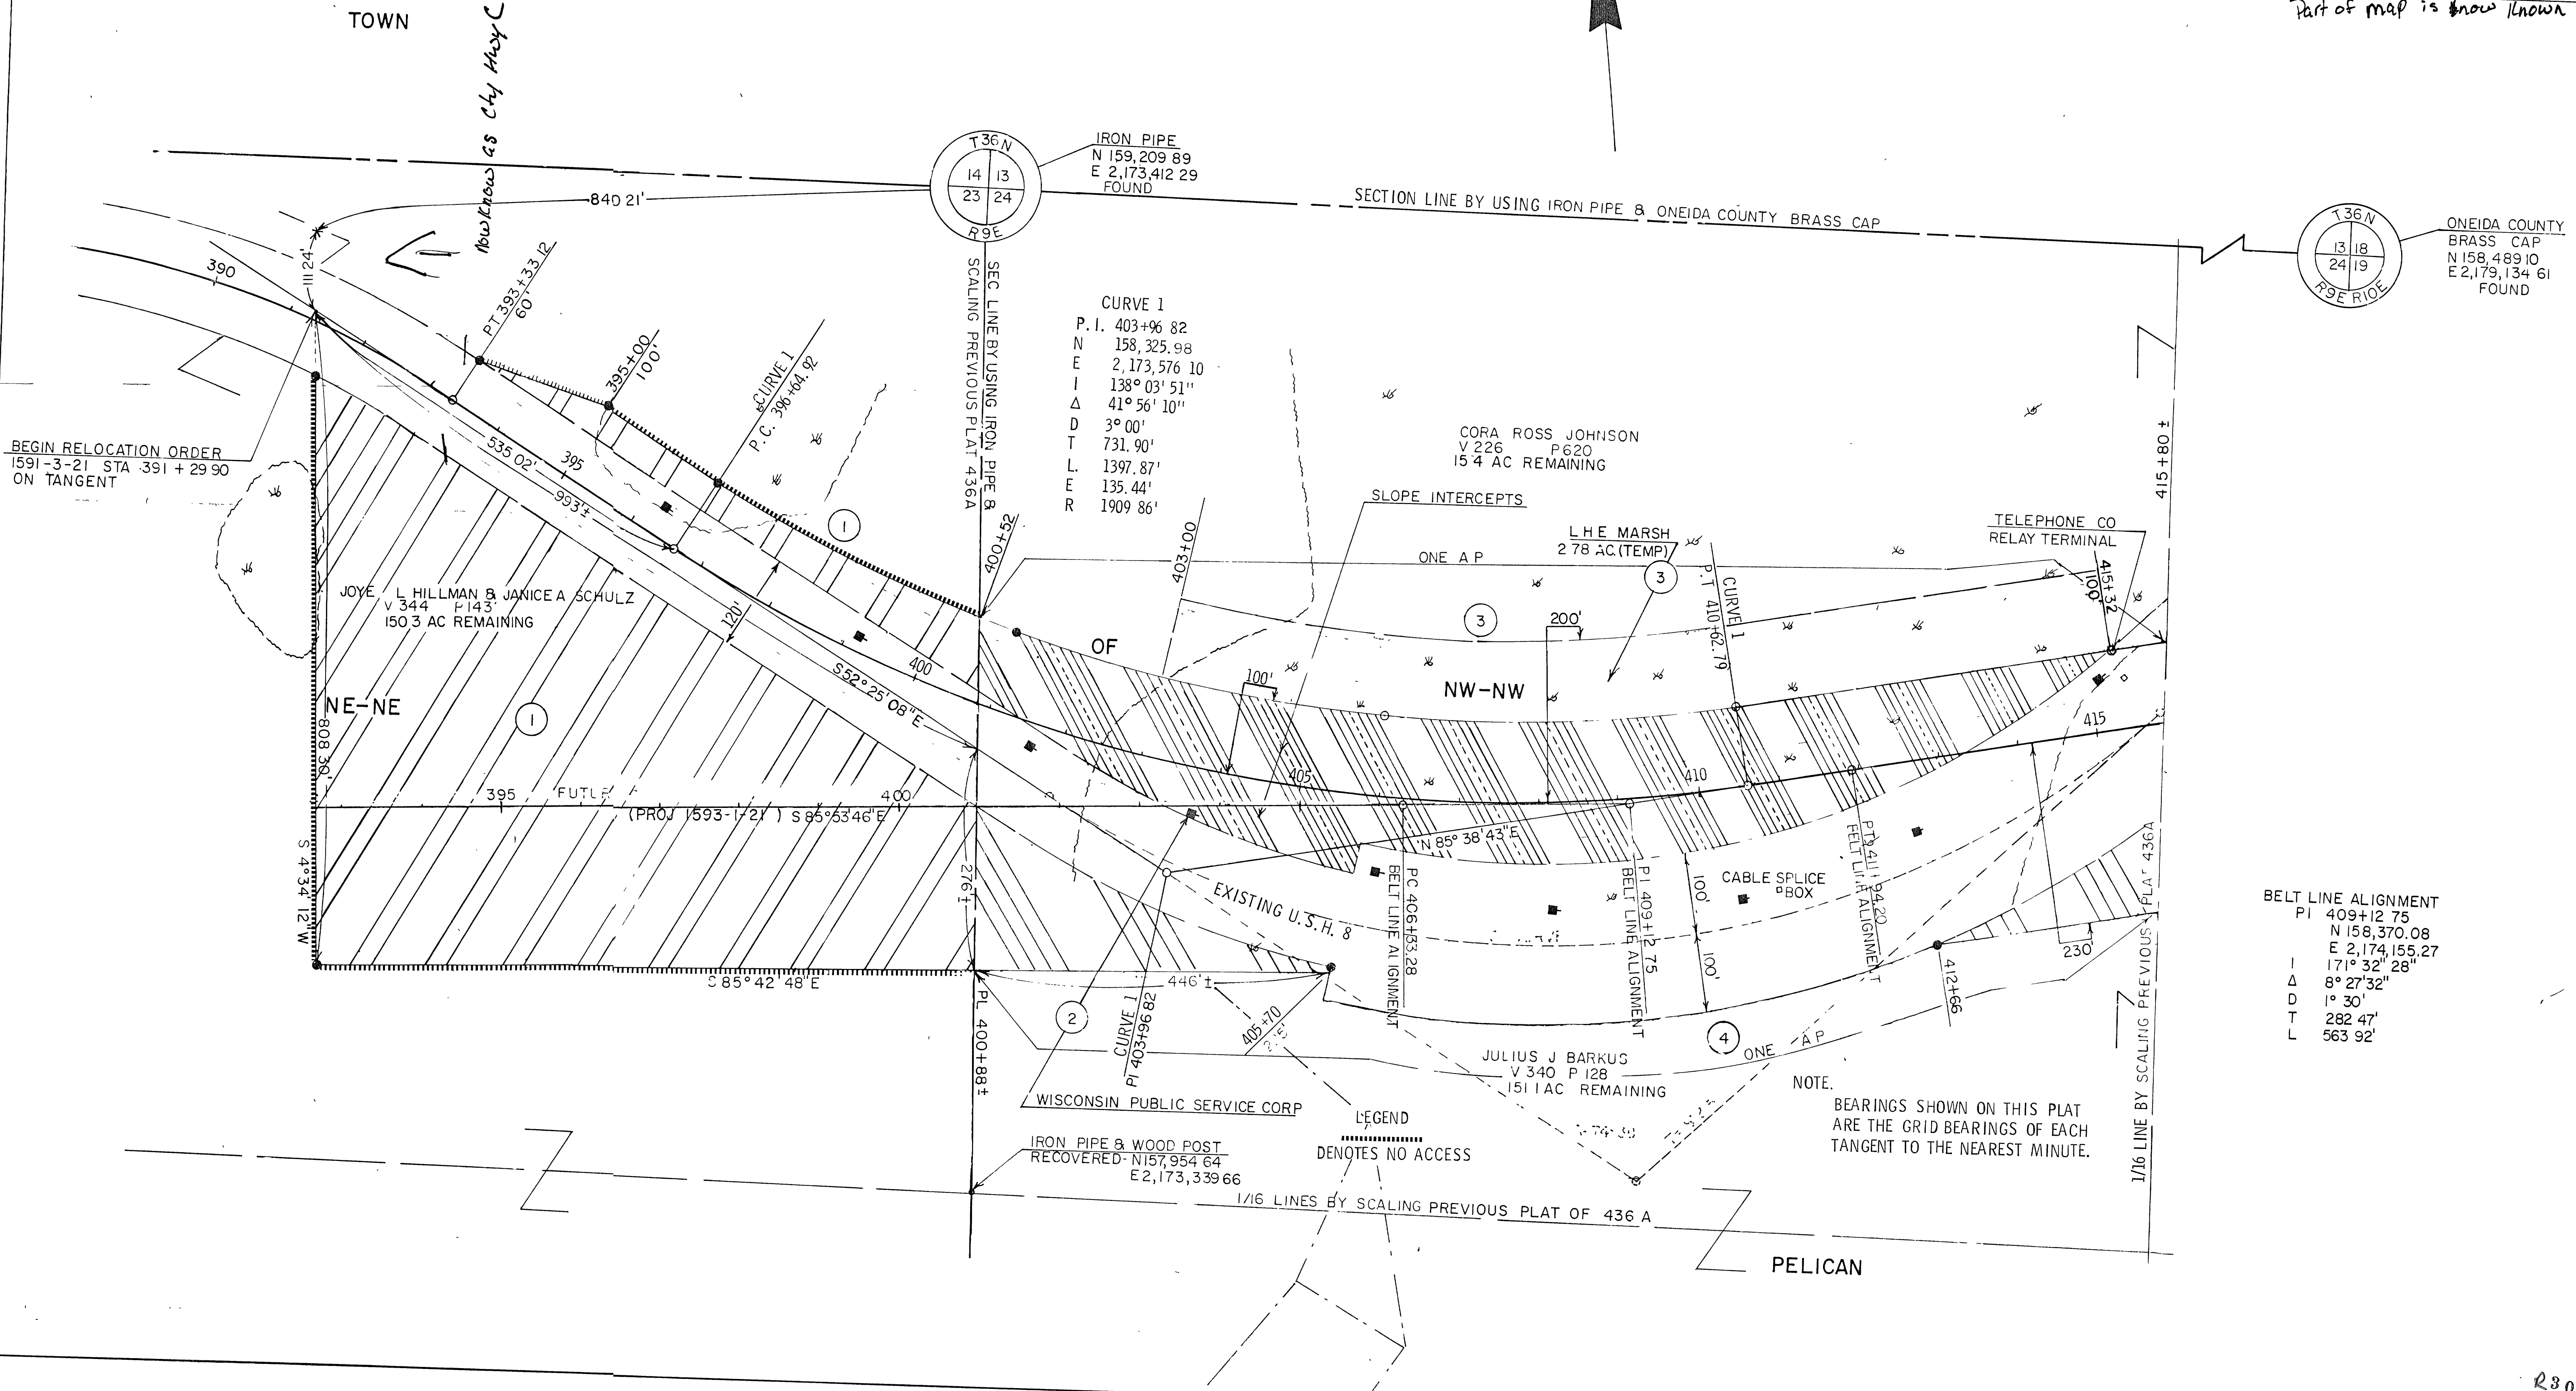 TOWN
Now Know as Cty Hwy C
Part of map is now known
T36N
14 13
23 24
R9E
IRON PIPE
N 159,209 89
E 2,173,412 29
FOUND
840 21'
SECTION LINE BY USING IRON PIPE & ONEIDA COUNTY BRASS CAP
T36N
13 18
24 19
R9E R10E
ONEIDA COUNTY
BRASS CAP
N 158,489 10
E 2,179,134 61
FOUND
390
111 24'
PT 393+33 12
60'
395+00
100'
CURVE 1
P.C. 396+64.92
SEC LINE BY USING IRON PIPE &
SCALING PREVIOUS PLAT 436A
CURVE 1
P.I. 403+96 82
N 158,325.98
E 2,173,576 10
I 138° 03' 51"
Δ 41° 56' 10"
D 3° 00'
T 731.90'
L. 1397.87'
E 135.44'
R 1909 86'
BEGIN RELOCATION ORDER
1591-3-21 STA 391 + 29 90
ON TANGENT
535 02'
395
993'±
1
CORA ROSS JOHNSON
V 226 P 620
15 4 AC REMAINING
SLOPE INTERCEPTS
415+80 ±
400+52
403+00
L H E MARSH
2 78 AC.(TEMP)
ONE A P
3
3
TELEPHONE CO
RELAY TERMINAL
415+32
100'
CURVE 1
P.T 410+62.79
JOYE L HILLMAN & JANICE A SCHULZ
V 344 P 143
150 3 AC REMAINING
120'
OF
200'
100'
NW-NW
400
S 52° 25' 08" E
NE-NE
1
808 30'
405
410
415
395
400
(PROJ 1593-1-21 ) S 85° 53' 46" E
N 85° 38' 43" E
S 4° 34' 12" W
276'±
EXISTING U.S.H. 8
PC 406+33.28
BELT LINE ALIGNMENT
PI 409+12 75
BELT LINE ALIGNMENT
100'
100'
CABLE SPLICE
BOX
BELT LINE ALIGNMENT
1/16 LINE BY SCALING PREVIOUS PLAT 436A
BELT LINE ALIGNMENT
PI 409+12 75
N 158,370.08
E 2,174,155.27
I 171° 32" 28"
Δ 8° 27'32"
D 1° 30'
T 282 47'
L 563 92'
230'
412+66
S 85° 42' 48" E
446'±
PL 400+88±
2
CURVE 1
PI 403+96 82
405+70
4
ONE A P
JULIUS J BARKUS
V 340 P 128
151 1 AC REMAINING
NOTE.
BEARINGS SHOWN ON THIS PLAT
ARE THE GRID BEARINGS OF EACH
TANGENT TO THE NEAREST MINUTE.
WISCONSIN PUBLIC SERVICE CORP
LEGEND
DENOTES NO ACCESS
IRON PIPE & WOOD POST
RECOVERED- N157,954 64
E 2,173,339 66
1/16 LINES BY SCALING PREVIOUS PLAT OF 436 A
PELICAN